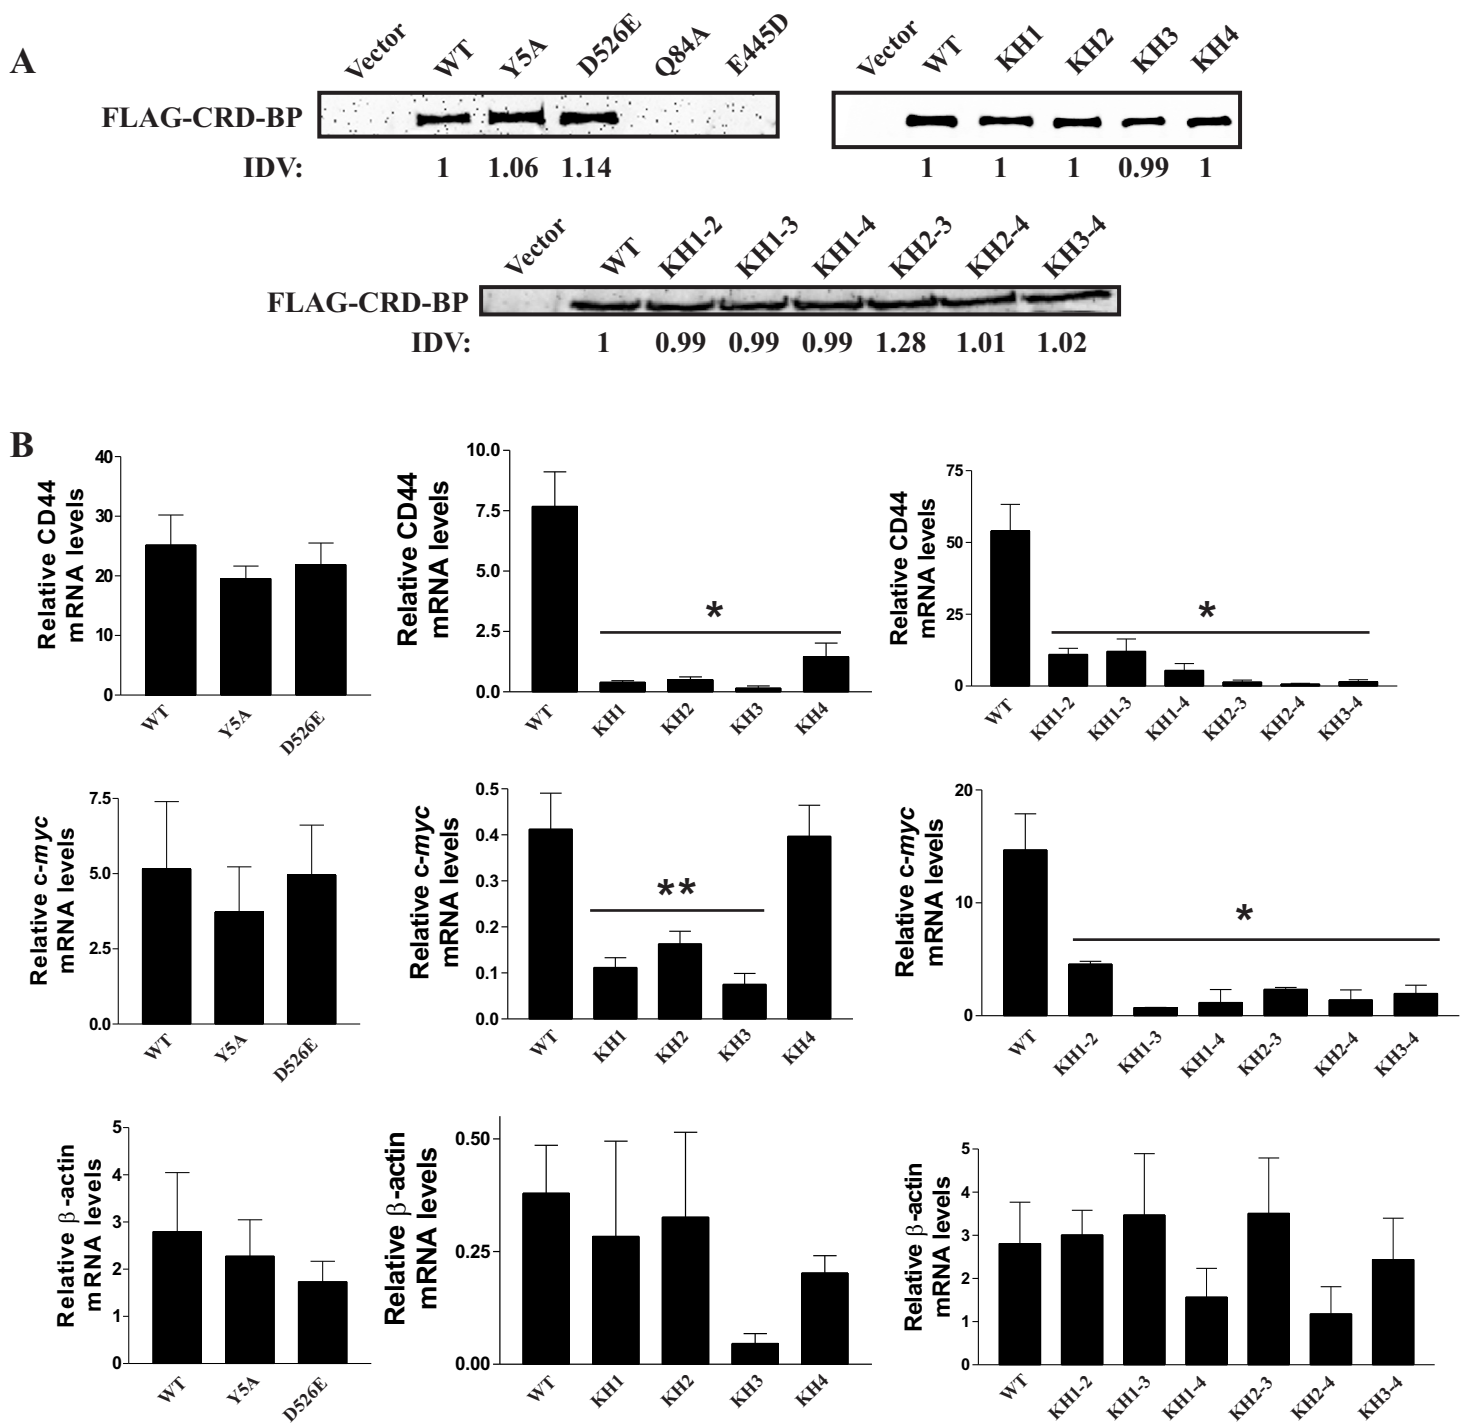 A
Vector WT Y5A D526E Q84A E445D
FLAG-CRD-BP
IDV: 1 1.06 1.14
Vector WT KH1 KH2 KH3 KH4
1 1 1 0.99 1
Vector WT KH1-2 KH1-3 KH1-4 KH2-3 KH2-4 KH3-4
FLAG-CRD-BP
IDV: 1 0.99 0.99 0.99 1.28 1.01 1.02
B
Relative CD44
mRNA levels
40
30
20
10
0
WT Y5A D526E
Relative CD44
mRNA levels
10.0
7.5
5.0
2.5
0.0
*
WT KH1 KH2 KH3 KH4
Relative CD44
mRNA levels
75
50
25
0
*
WT KH1-2 KH1-3 KH1-4 KH2-3 KH2-4 KH3-4
Relative c-myc
mRNA levels
7.5
5.0
2.5
0.0
WT Y5A D526E
Relative c-myc
mRNA levels
0.5
0.4
0.3
0.2
0.1
0.0
**
WT KH1 KH2 KH3 KH4
Relative c-myc
mRNA levels
20
10
0
*
WT KH1-2 KH1-3 KH1-4 KH2-3 KH2-4 KH3-4
Relative β-actin
mRNA levels
5
4
3
2
1
0
WT Y5A D526E
Relative β-actin
mRNA levels
0.50
0.25
0.00
WT KH1 KH2 KH3 KH4
Relative β-actin
mRNA levels
5
4
3
2
1
0
WT KH1-2 KH1-3 KH1-4 KH2-3 KH2-4 KH3-4